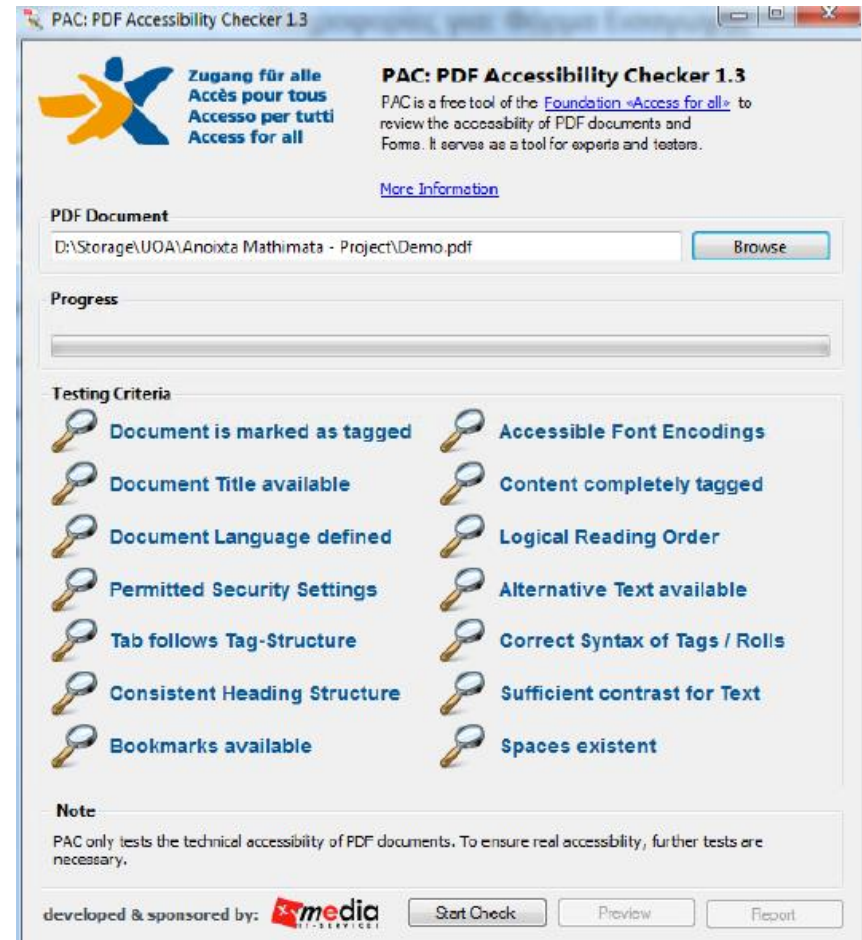 PAC: PDF Accessibility Checker 1.3
Zugang für alle
Accès pour tous
Accesso per tutti
Access for all
PAC: PDF Accessibility Checker 1.3
PAC is a free tool of the Foundation «Access for all» to
review the accessibility of PDF documents and
Forms. It serves as a tool for experts and testers.
More Information
PDF Document
D:\Storage\UOA\Anoixta Mathimata - Project\Demo.pdf
Browse
Progress
Testing Criteria
Document is marked as tagged
Document Title available
Document Language defined
Permitted Security Settings
Tab follows Tag-Structure
Consistent Heading Structure
Bookmarks available
Accessible Font Encodings
Content completely tagged
Logical Reading Order
Alternative Text available
Correct Syntax of Tags / Rolls
Sufficient contrast for Text
Spaces existent
Note
PAC only tests the technical accessibility of PDF documents. To ensure real accessibility, further tests are
necessary.
developed & sponsored by:
xymedia
Start Check
Preview
Report